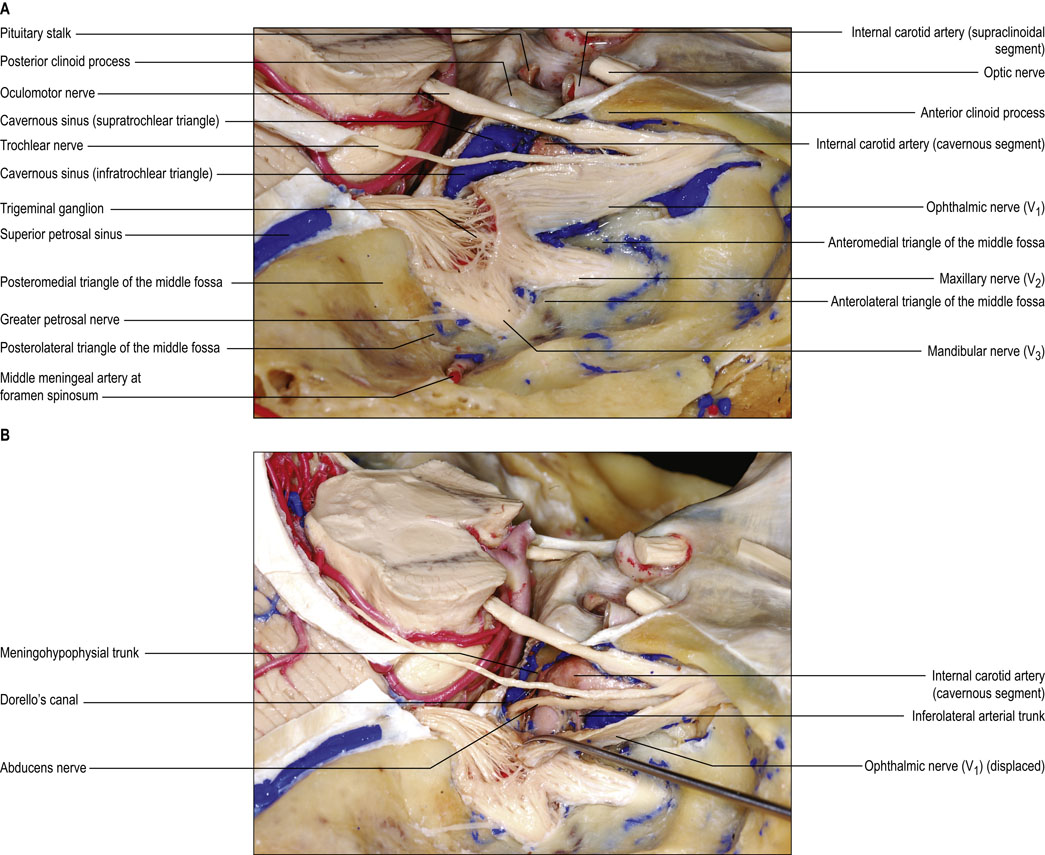 A
Pituitary stalk
Posterior clinoid process
Oculomotor nerve
Cavernous sinus (supratrochlear triangle)
Trochlear nerve
Cavernous sinus (infratrochlear triangle)
Trigeminal ganglion
Superior petrosal sinus
Posteromedial triangle of the middle fossa
Greater petrosal nerve
Posterolateral triangle of the middle fossa
Middle meningeal artery at
foramen spinosum
Internal carotid artery (supraclinoidal
segment)
Optic nerve
Anterior clinoid process
Internal carotid artery (cavernous segment)
Ophthalmic nerve (V1)
Anteromedial triangle of the middle fossa
Maxillary nerve (V2)
Anterolateral triangle of the middle fossa
Mandibular nerve (V3)
B
Meningohypophysial trunk
Dorello's canal
Abducens nerve
Internal carotid artery
(cavernous segment)
Inferolateral arterial trunk
Ophthalmic nerve (V1) (displaced)